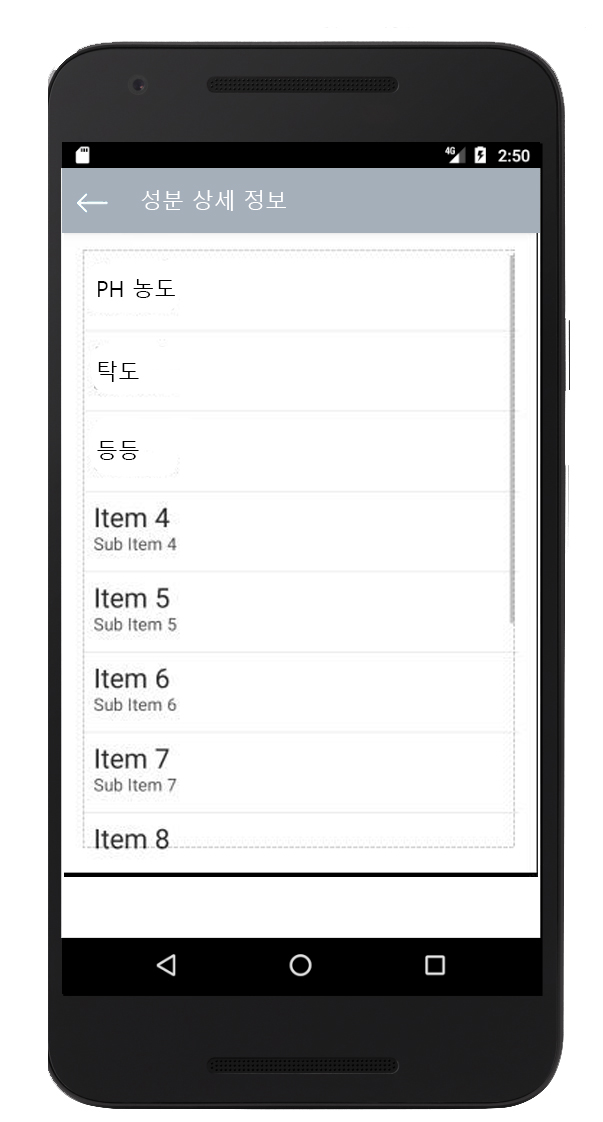 4G 2:50
성분 상세 정보
PH 농도
탁도
등등
Item 4
Sub Item 4
Item 5
Sub Item 5
Item 6
Sub Item 6
Item 7
Sub Item 7
Item 8